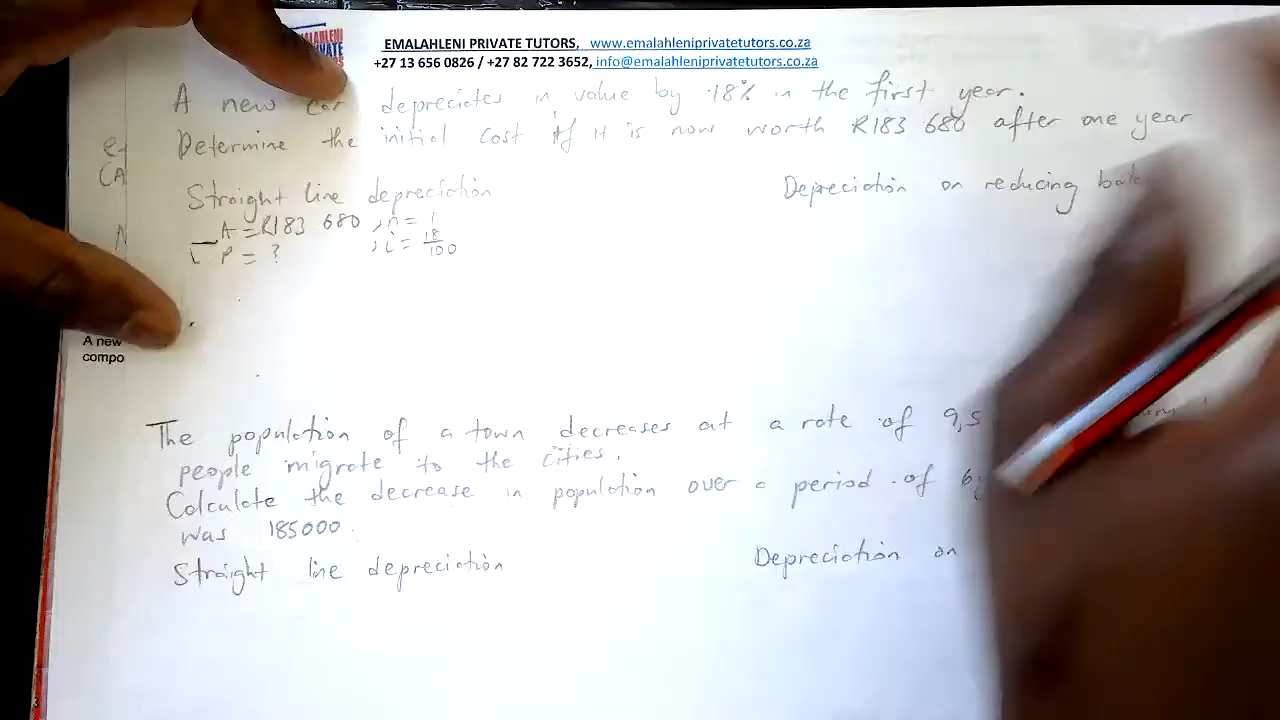 EMALAHLENI PRIVATE TUTORS, www.emalahleniprivatetutors.co.za
+27 13 656 0826 / +27 82 722 3652, info@emalahleniprivatetutors.co.za
A new car depreciates in value by 18% in the first year.
Determine the initial cost if it is now worth R183 680 after one year
Straight line depreciation
Depreciation on reducing
A = R183 680 , n = 1
P = ? , i = 18/100
A new
compo
The population of a town decreases at a rate of 9,5
people migrate to the cities.
Calculate the decrease in population over a period of 6
was 185000.
Straight line depreciation
Depreciation on